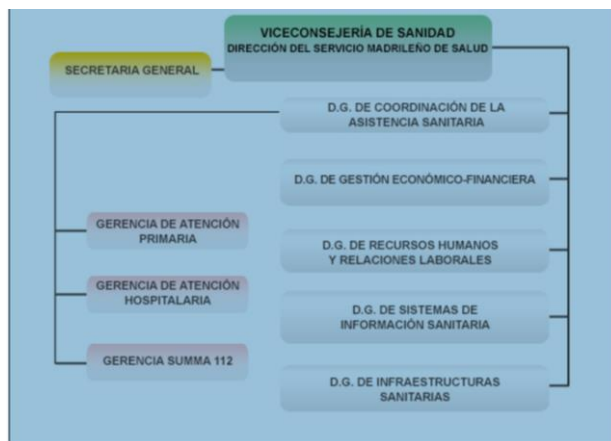 VICECONSEJERÍA DE SANIDAD
DIRECCIÓN DEL SERVICIO MADRILEÑO DE SALUD
SECRETARIA GENERAL
D.G. DE COORDINACIÓN DE LA
ASISTENCIA SANITARIA
D.G. DE GESTIÓN ECONÓMICO-FINANCIERA
GERENCIA DE ATENCIÓN
PRIMARIA
D.G. DE RECURSOS HUMANOS
Y RELACIONES LABORALES
GERENCIA DE ATENCIÓN
HOSPITALARIA
D.G. DE SISTEMAS DE
INFORMACIÓN SANITARIA
GERENCIA SUMMA 112
D.G. DE INFRAESTRUCTURAS
SANITARIAS